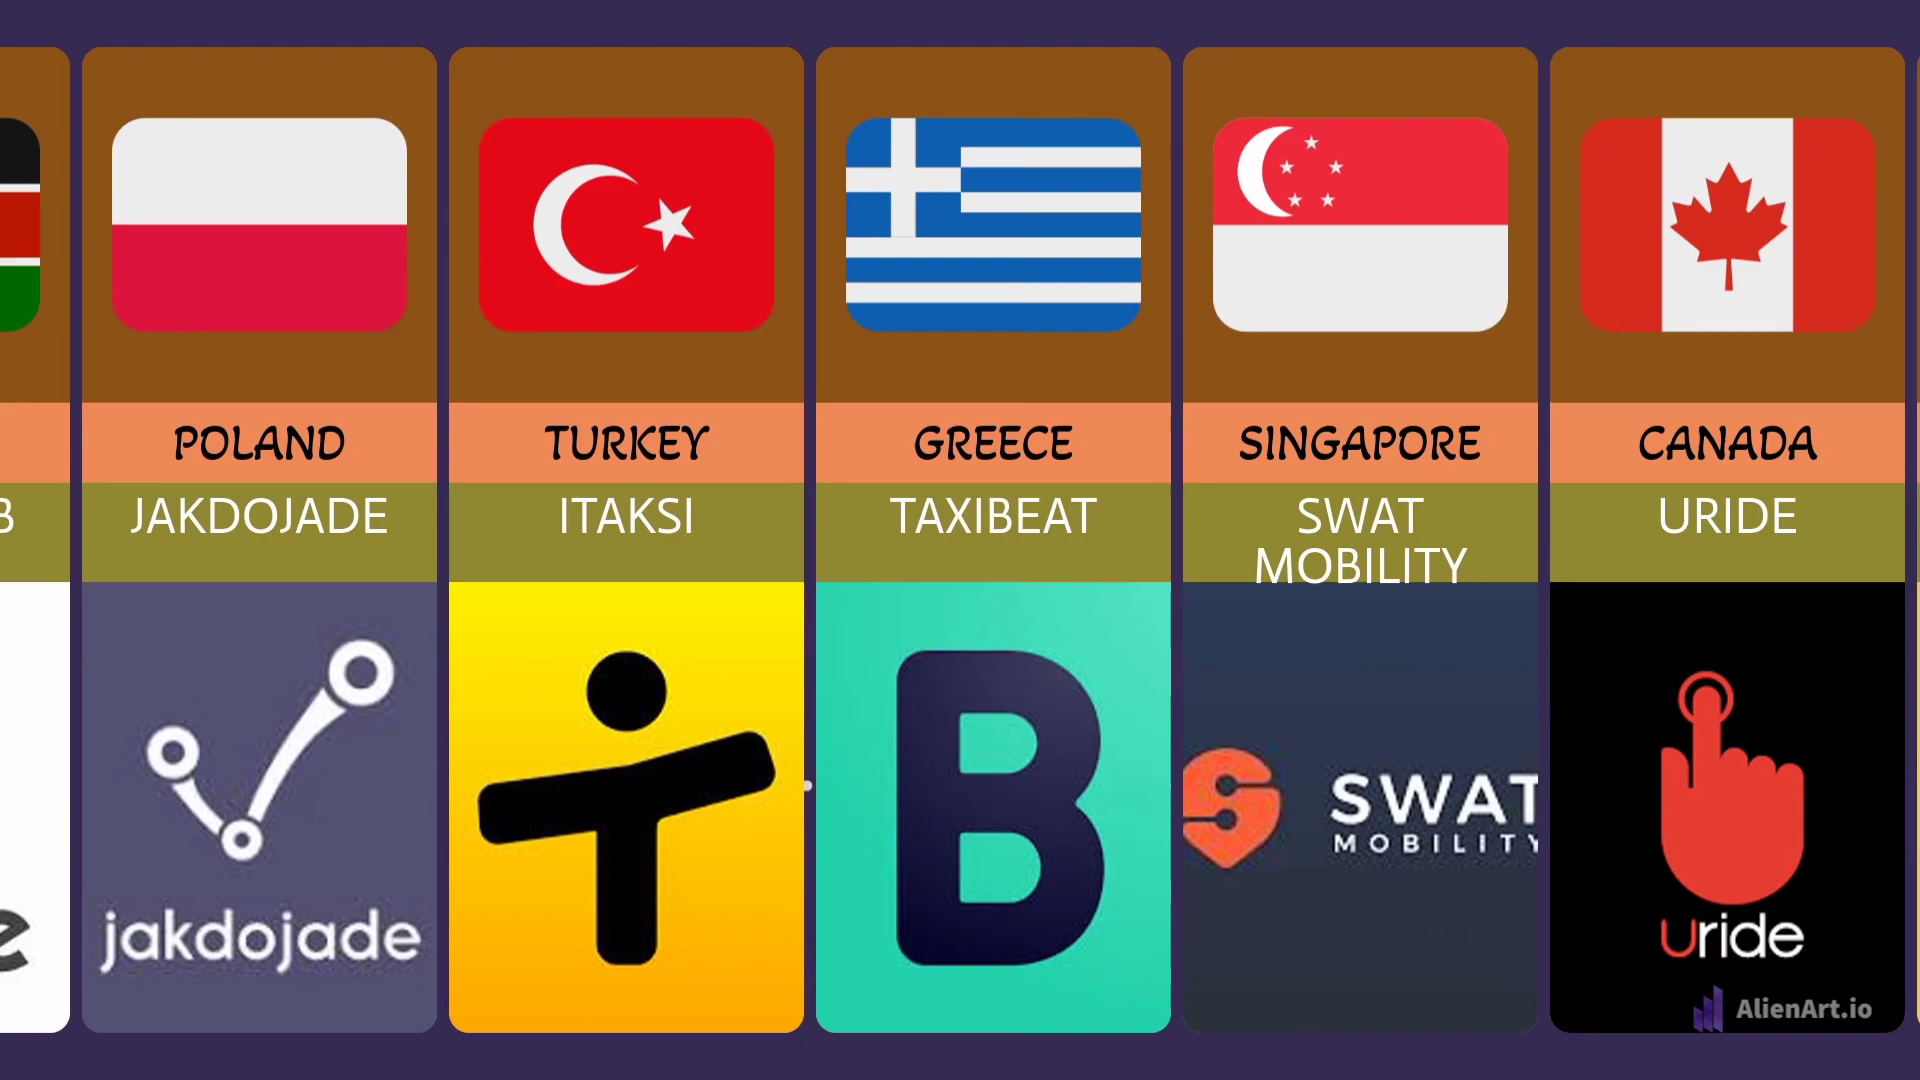 POLAND
TURKEY
GREECE
SINGAPORE
CANADA
B
JAKDOJADE
ITAKSI
TAXIBEAT
SWAT
MOBILITY
URIDE
e
jakdojade
B
SWAT
MOBILITY
uride
AlienArt.io